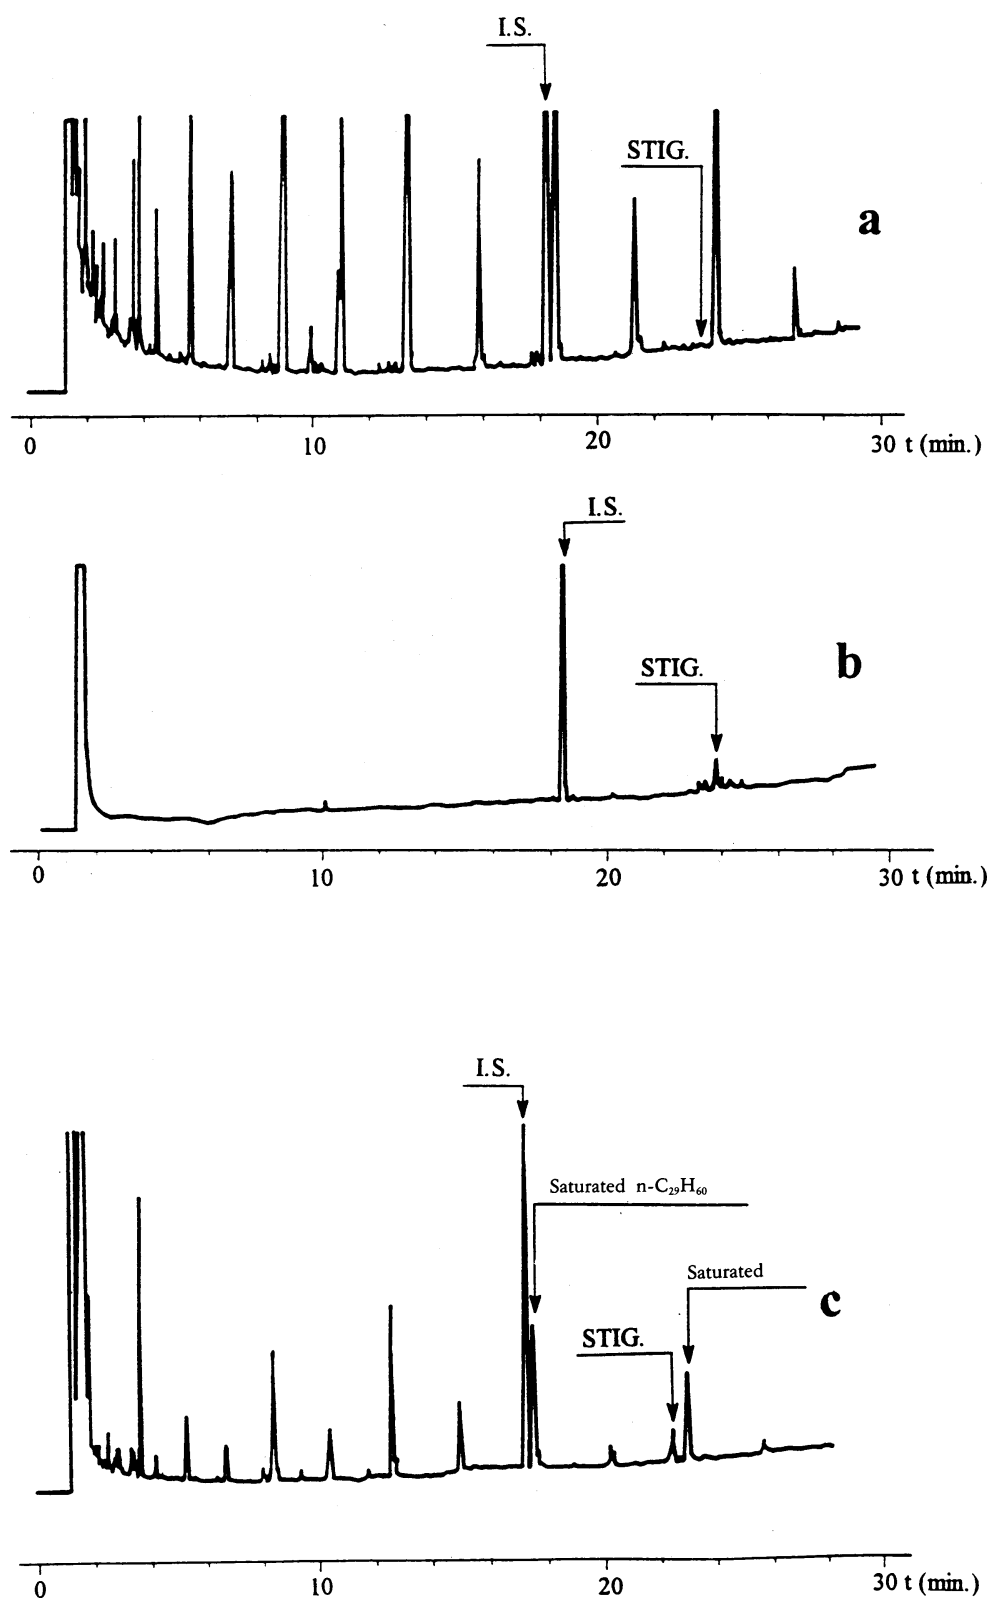 I.S.
STIG.
a
0 10 20 30 t (min.)
I.S.
STIG.
b
0 10 20 30 t (min.)
I.S.
Saturated n-C₂₉H₆₀
Saturated
c
STIG.
0 10 20 30 t (min.)